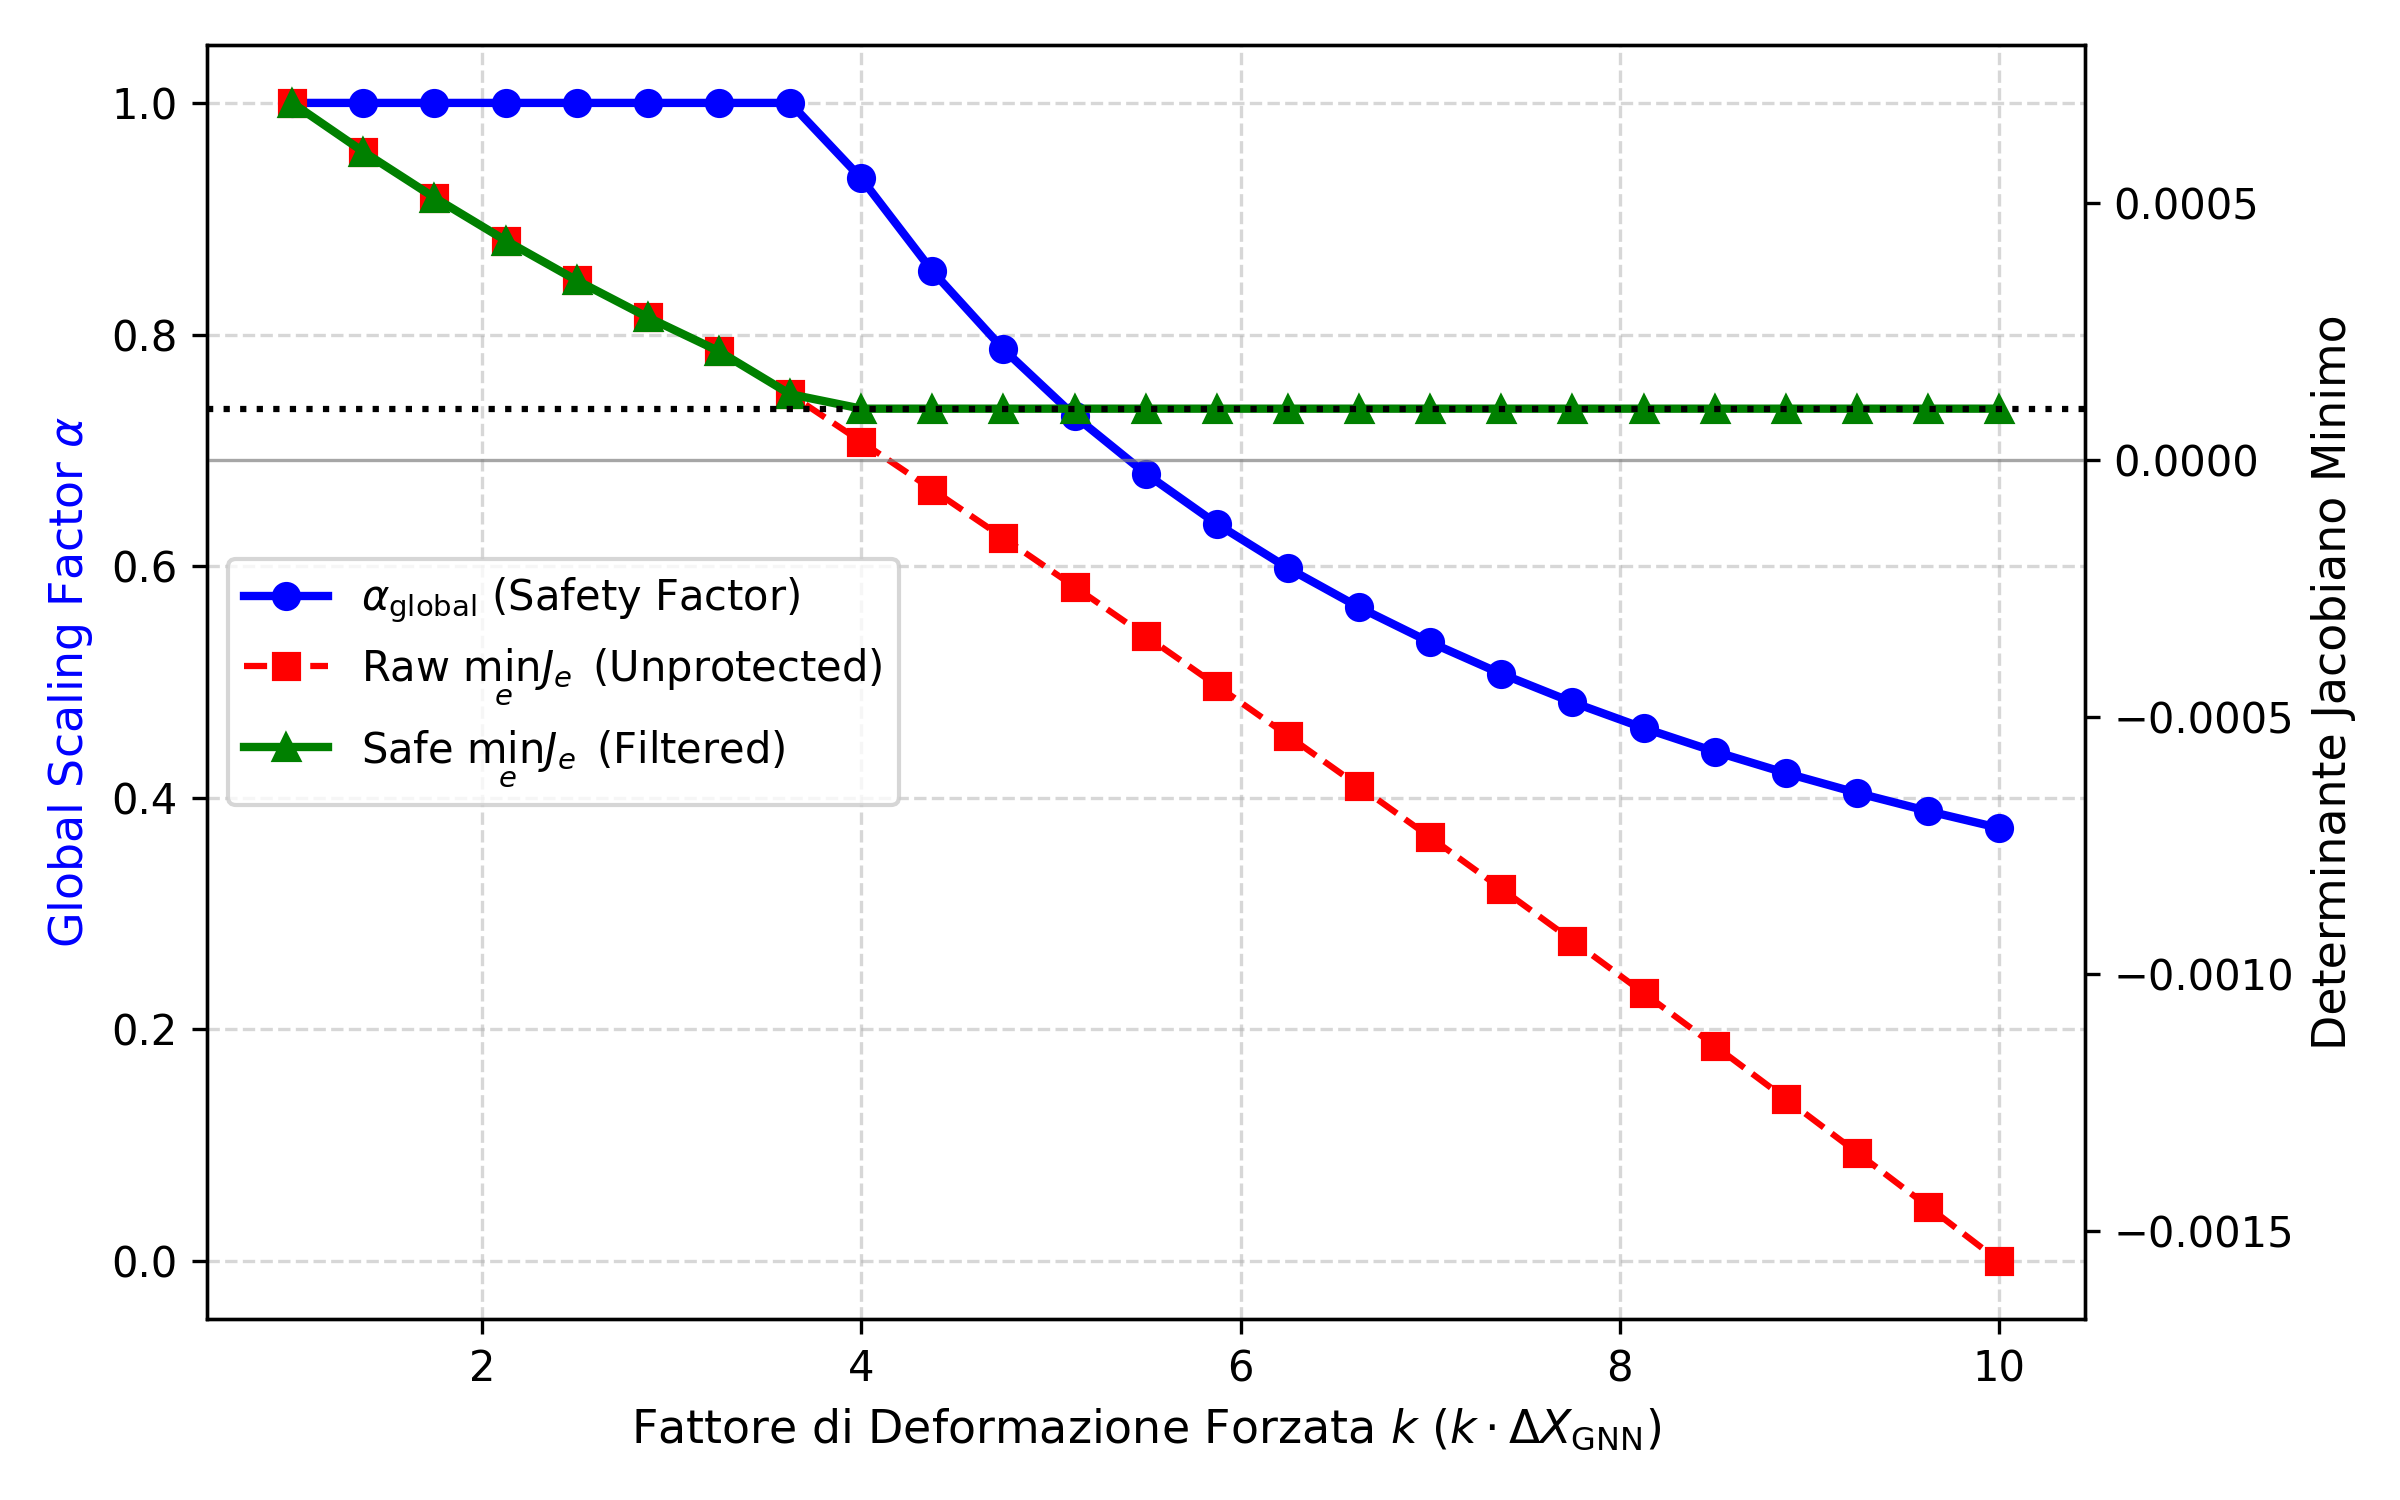 Global Scaling Factor α
1.0
0.8
0.6
0.4
0.2
0.0
α_global (Safety Factor)
Raw min_e J_e (Unprotected)
Safe min_e J_e (Filtered)
0.0005
0.0000
−0.0005
−0.0010
−0.0015
Determinante Jacobiano Minimo
2 4 6 8 10
Fattore di Deformazione Forzata k (k · ΔX_GNN)